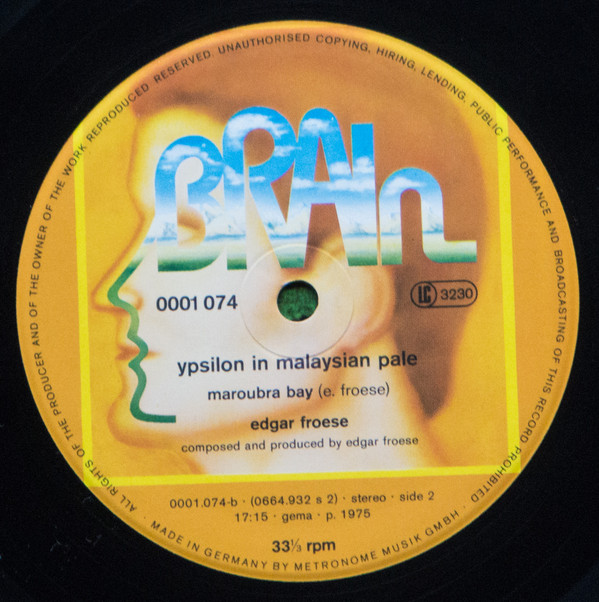 ALL RIGHTS OF THE PRODUCER AND OF THE OWNER OF THE WORK REPRODUCED RESERVED. UNAUTHORISED COPYING, HIRING, LENDING, PUBLIC PERFORMANCE AND BROADCASTING OF THIS RECORD PROHIBITED
BRAIn
0001 074
LC 3230
ypsilon in malaysian pale
maroubra bay (e. froese)
edgar froese
composed and produced by edgar froese
0001.074-b · (0664.932 s 2) · stereo · side 2
17:15 · gema · p. 1975
33⅓ rpm
· MADE IN GERMANY BY METRONOME MUSIK GMBH ·